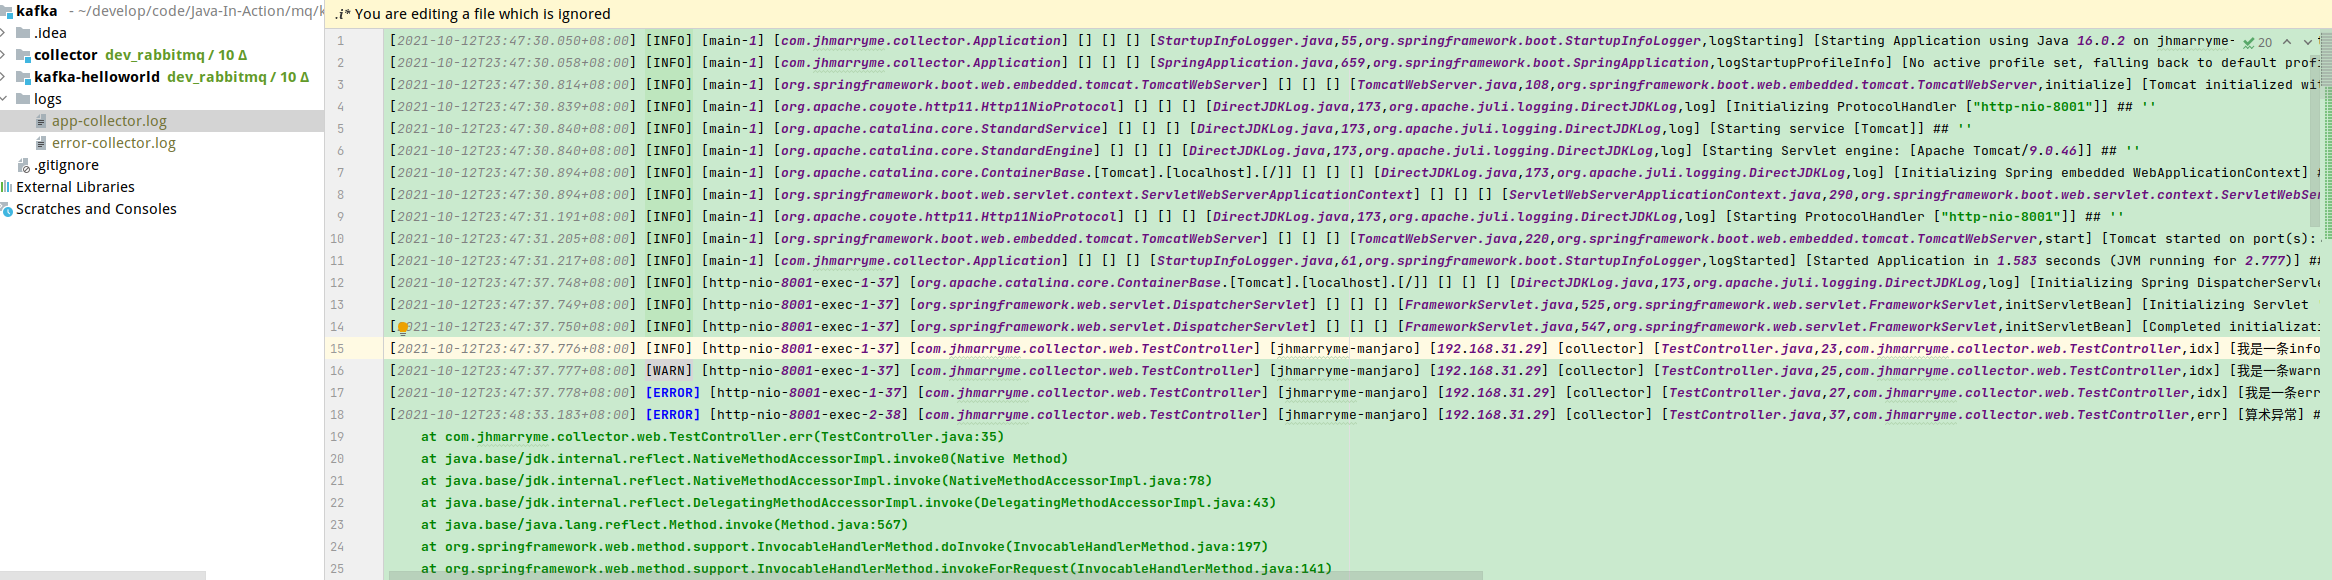 kafka - ~/develop/code/Java-In-Action/mq/k
.idea
collector dev_rabbitmq / 10 Δ
kafka-helloworld dev_rabbitmq / 10 Δ
logs
app-collector.log
error-collector.log
.gitignore
External Libraries
Scratches and Consoles
.i* You are editing a file which is ignored
20
1 [2021-10-12T23:47:30.050+08:00] [INFO] [main-1] [com.jhmarryme.collector.Application] [] [] [] [StartupInfoLogger.java,55,org.springframework.boot.StartupInfoLogger,logStarting] [Starting Application using Java 16.0.2 on jhmarryme-
2 [2021-10-12T23:47:30.058+08:00] [INFO] [main-1] [com.jhmarryme.collector.Application] [] [] [] [SpringApplication.java,659,org.springframework.boot.SpringApplication,logStartupProfileInfo] [No active profile set, falling back to default profi
3 [2021-10-12T23:47:30.814+08:00] [INFO] [main-1] [org.springframework.boot.web.embedded.tomcat.TomcatWebServer] [] [] [] [TomcatWebServer.java,108,org.springframework.boot.web.embedded.tomcat.TomcatWebServer,initialize] [Tomcat initialized wi
4 [2021-10-12T23:47:30.839+08:00] [INFO] [main-1] [org.apache.coyote.http11.Http11NioProtocol] [] [] [] [DirectJDKLog.java,173,org.apache.juli.logging.DirectJDKLog,log] [Initializing ProtocolHandler ["http-nio-8001"]] ## ''
5 [2021-10-12T23:47:30.840+08:00] [INFO] [main-1] [org.apache.catalina.core.StandardService] [] [] [] [DirectJDKLog.java,173,org.apache.juli.logging.DirectJDKLog,log] [Starting service [Tomcat]] ## ''
6 [2021-10-12T23:47:30.840+08:00] [INFO] [main-1] [org.apache.catalina.core.StandardEngine] [] [] [] [DirectJDKLog.java,173,org.apache.juli.logging.DirectJDKLog,log] [Starting Servlet engine: [Apache Tomcat/9.0.46]] ## ''
7 [2021-10-12T23:47:30.894+08:00] [INFO] [main-1] [org.apache.catalina.core.ContainerBase.[Tomcat].[localhost].[/]] [] [] [] [DirectJDKLog.java,173,org.apache.juli.logging.DirectJDKLog,log] [Initializing Spring embedded WebApplicationContext] #
8 [2021-10-12T23:47:30.894+08:00] [INFO] [main-1] [org.springframework.boot.web.servlet.context.ServletWebServerApplicationContext] [] [] [] [ServletWebServerApplicationContext.java,290,org.springframework.boot.web.servlet.context.ServletWebSer
9 [2021-10-12T23:47:31.191+08:00] [INFO] [main-1] [org.apache.coyote.http11.Http11NioProtocol] [] [] [] [DirectJDKLog.java,173,org.apache.juli.logging.DirectJDKLog,log] [Starting ProtocolHandler ["http-nio-8001"]] ## ''
10 [2021-10-12T23:47:31.205+08:00] [INFO] [main-1] [org.springframework.boot.web.embedded.tomcat.TomcatWebServer] [] [] [] [TomcatWebServer.java,220,org.springframework.boot.web.embedded.tomcat.TomcatWebServer,start] [Tomcat started on port(s):
11 [2021-10-12T23:47:31.217+08:00] [INFO] [main-1] [com.jhmarryme.collector.Application] [] [] [] [StartupInfoLogger.java,61,org.springframework.boot.StartupInfoLogger,logStarted] [Started Application in 1.583 seconds (JVM running for 2.777)] ##
12 [2021-10-12T23:47:37.748+08:00] [INFO] [http-nio-8001-exec-1-37] [org.apache.catalina.core.ContainerBase.[Tomcat].[localhost].[/]] [] [] [] [DirectJDKLog.java,173,org.apache.juli.logging.DirectJDKLog,log] [Initializing Spring DispatcherServle
13 [2021-10-12T23:47:37.749+08:00] [INFO] [http-nio-8001-exec-1-37] [org.springframework.web.servlet.DispatcherServlet] [] [] [] [FrameworkServlet.java,525,org.springframework.web.servlet.FrameworkServlet,initServletBean] [Initializing Servlet
14 [2021-10-12T23:47:37.750+08:00] [INFO] [http-nio-8001-exec-1-37] [org.springframework.web.servlet.DispatcherServlet] [] [] [] [FrameworkServlet.java,547,org.springframework.web.servlet.FrameworkServlet,initServletBean] [Completed initializati
15 [2021-10-12T23:47:37.776+08:00] [INFO] [http-nio-8001-exec-1-37] [com.jhmarryme.collector.web.TestController] [jhmarryme-manjaro] [192.168.31.29] [collector] [TestController.java,23,com.jhmarryme.collector.web.TestController,idx] [我是一条info
16 [2021-10-12T23:47:37.777+08:00] [WARN] [http-nio-8001-exec-1-37] [com.jhmarryme.collector.web.TestController] [jhmarryme-manjaro] [192.168.31.29] [collector] [TestController.java,25,com.jhmarryme.collector.web.TestController,idx] [我是一条warn
17 [2021-10-12T23:47:37.778+08:00] [ERROR] [http-nio-8001-exec-1-37] [com.jhmarryme.collector.web.TestController] [jhmarryme-manjaro] [192.168.31.29] [collector] [TestController.java,27,com.jhmarryme.collector.web.TestController,idx] [我是一条err
18 [2021-10-12T23:48:33.183+08:00] [ERROR] [http-nio-8001-exec-2-38] [com.jhmarryme.collector.web.TestController] [jhmarryme-manjaro] [192.168.31.29] [collector] [TestController.java,37,com.jhmarryme.collector.web.TestController,err] [算术异常] #
19 at com.jhmarryme.collector.web.TestController.err(TestController.java:35)
20 at java.base/jdk.internal.reflect.NativeMethodAccessorImpl.invoke0(Native Method)
21 at java.base/jdk.internal.reflect.NativeMethodAccessorImpl.invoke(NativeMethodAccessorImpl.java:78)
22 at java.base/jdk.internal.reflect.DelegatingMethodAccessorImpl.invoke(DelegatingMethodAccessorImpl.java:43)
23 at java.base/java.lang.reflect.Method.invoke(Method.java:567)
24 at org.springframework.web.method.support.InvocableHandlerMethod.doInvoke(InvocableHandlerMethod.java:197)
25 at org.springframework.web.method.support.InvocableHandlerMethod.invokeForRequest(InvocableHandlerMethod.java:141)